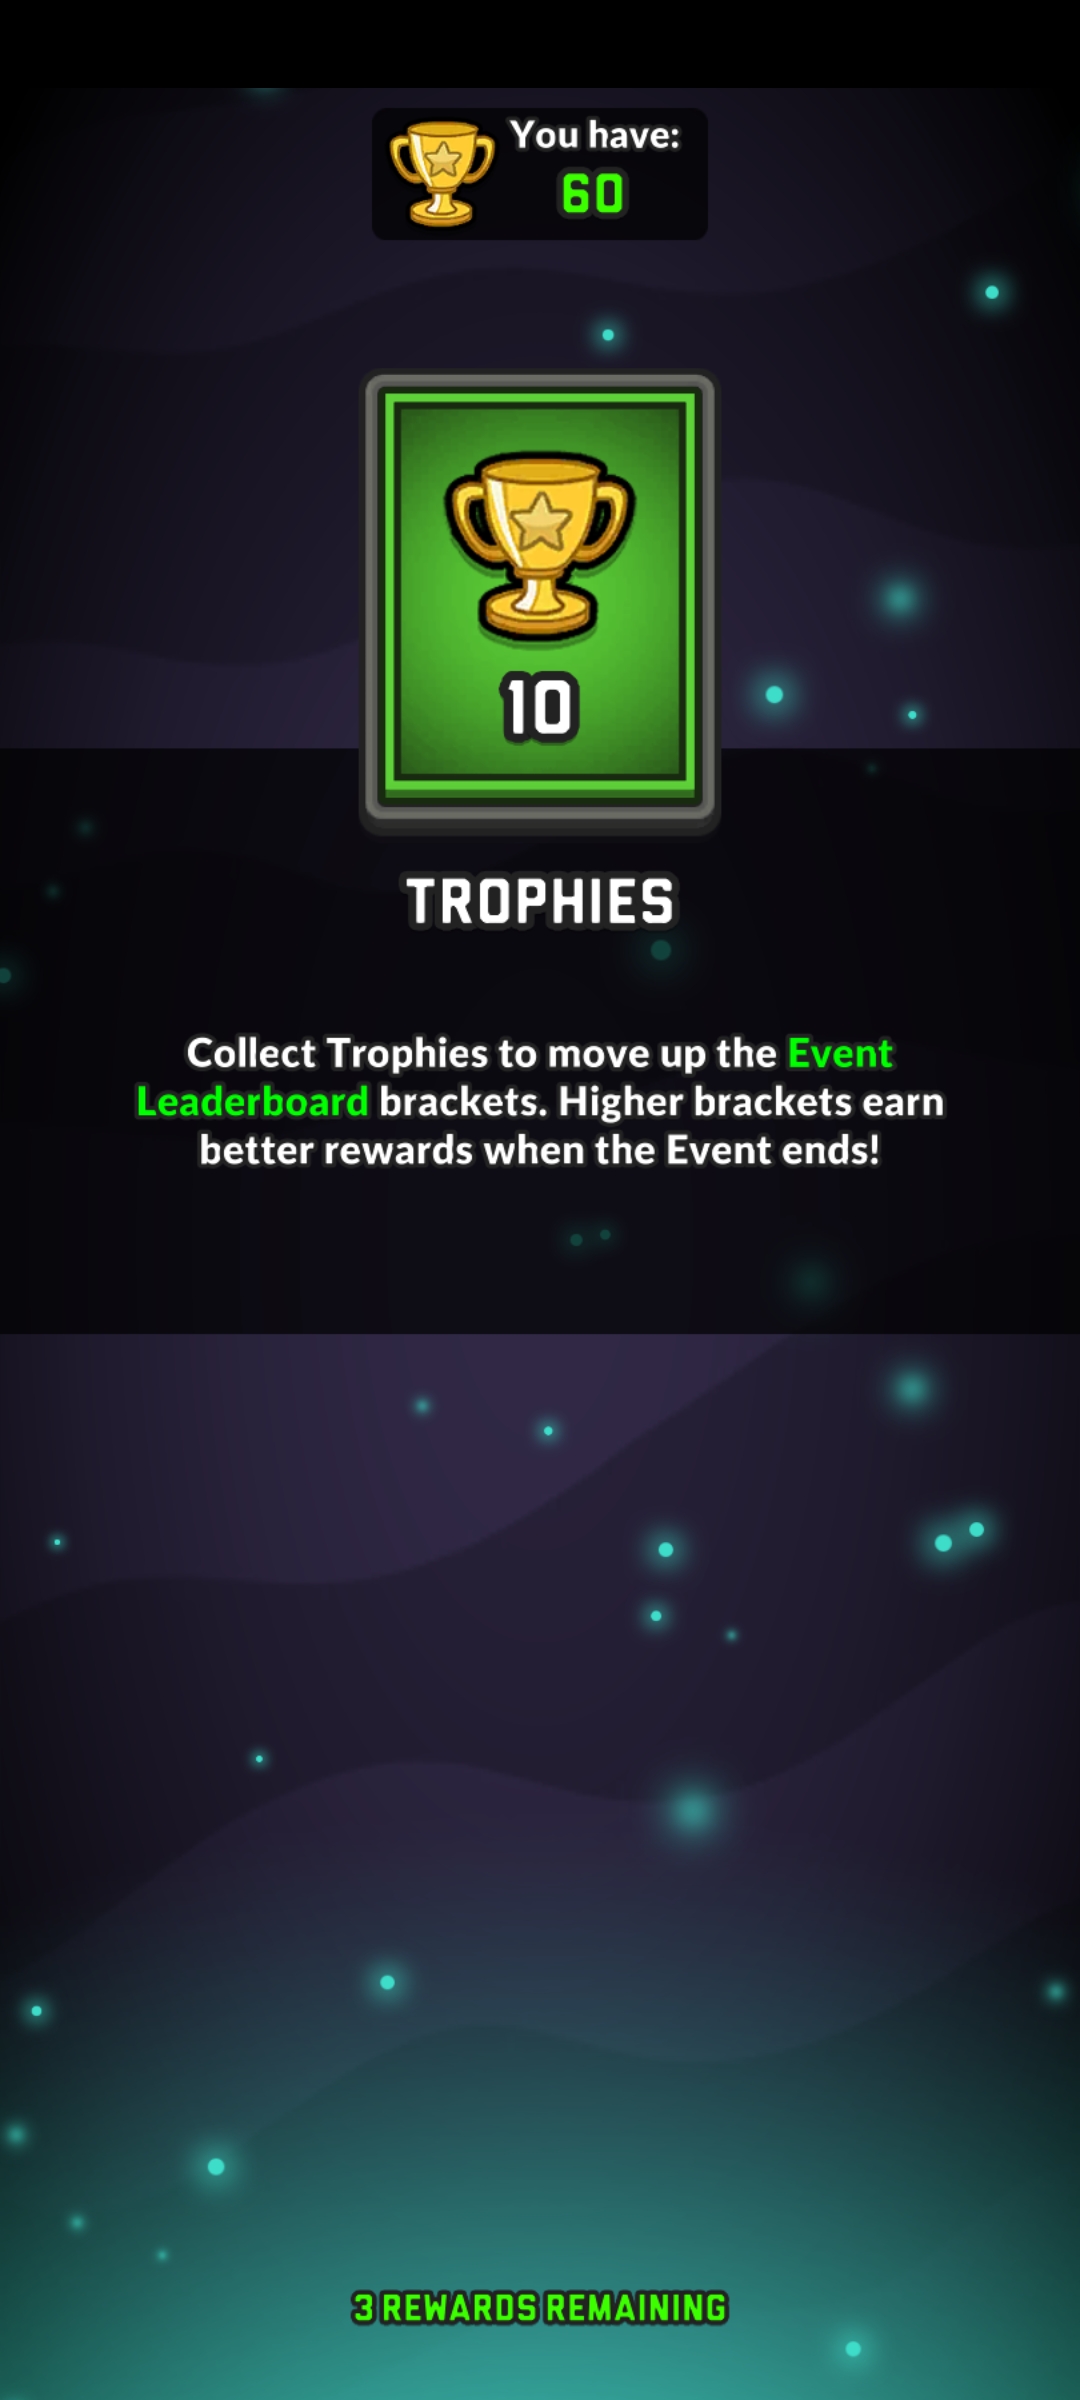 You have:
60
10
TROPHIES
Collect Trophies to move up the Event
Leaderboard brackets. Higher brackets earn
better rewards when the Event ends!
3 REWARDS REMAINING